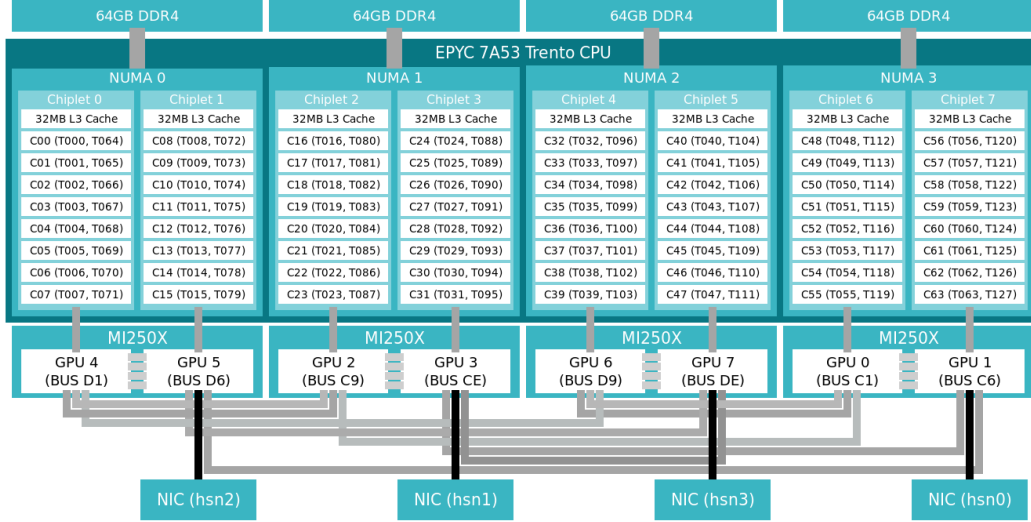 64GB DDR4 64GB DDR4 64GB DDR4 64GB DDR4
EPYC 7A53 Trento CPU
NUMA 0 NUMA 1 NUMA 2 NUMA 3
Chiplet 0 Chiplet 1 Chiplet 2 Chiplet 3 Chiplet 4 Chiplet 5 Chiplet 6 Chiplet 7
32MB L3 Cache 32MB L3 Cache 32MB L3 Cache 32MB L3 Cache 32MB L3 Cache 32MB L3 Cache 32MB L3 Cache 32MB L3 Cache
C00 (T000, T064) C08 (T008, T072) C16 (T016, T080) C24 (T024, T088) C32 (T032, T096) C40 (T040, T104) C48 (T048, T112) C56 (T056, T120)
C01 (T001, T065) C09 (T009, T073) C17 (T017, T081) C25 (T025, T089) C33 (T033, T097) C41 (T041, T105) C49 (T049, T113) C57 (T057, T121)
C02 (T002, T066) C10 (T010, T074) C18 (T018, T082) C26 (T026, T090) C34 (T034, T098) C42 (T042, T106) C50 (T050, T114) C58 (T058, T122)
C03 (T003, T067) C11 (T011, T075) C19 (T019, T083) C27 (T027, T091) C35 (T035, T099) C43 (T043, T107) C51 (T051, T115) C59 (T059, T123)
C04 (T004, T068) C12 (T012, T076) C20 (T020, T084) C28 (T028, T092) C36 (T036, T100) C44 (T044, T108) C52 (T052, T116) C60 (T060, T124)
C05 (T005, T069) C13 (T013, T077) C21 (T021, T085) C29 (T029, T093) C37 (T037, T101) C45 (T045, T109) C53 (T053, T117) C61 (T061, T125)
C06 (T006, T070) C14 (T014, T078) C22 (T022, T086) C30 (T030, T094) C38 (T038, T102) C46 (T046, T110) C54 (T054, T118) C62 (T062, T126)
C07 (T007, T071) C15 (T015, T079) C23 (T023, T087) C31 (T031, T095) C39 (T039, T103) C47 (T047, T111) C55 (T055, T119) C63 (T063, T127)
MI250X MI250X MI250X MI250X
GPU 4 GPU 5 GPU 2 GPU 3 GPU 6 GPU 7 GPU 0 GPU 1
(BUS D1) (BUS D6) (BUS C9) (BUS CE) (BUS D9) (BUS DE) (BUS C1) (BUS C6)
NIC (hsn2) NIC (hsn1) NIC (hsn3) NIC (hsn0)